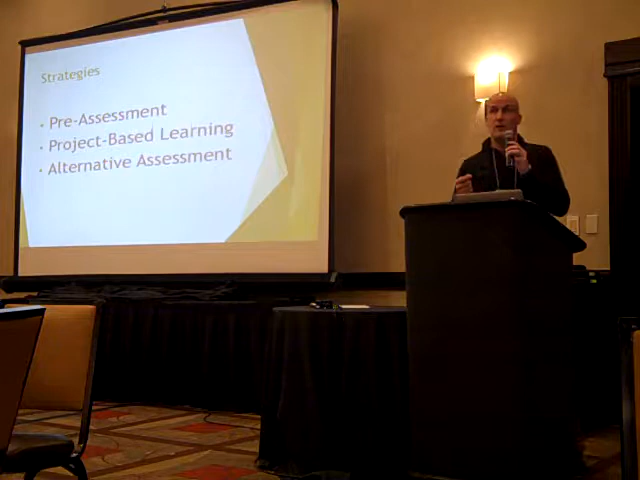 Strategies
Pre-Assessment
Project-Based Learning
Alternative Assessment